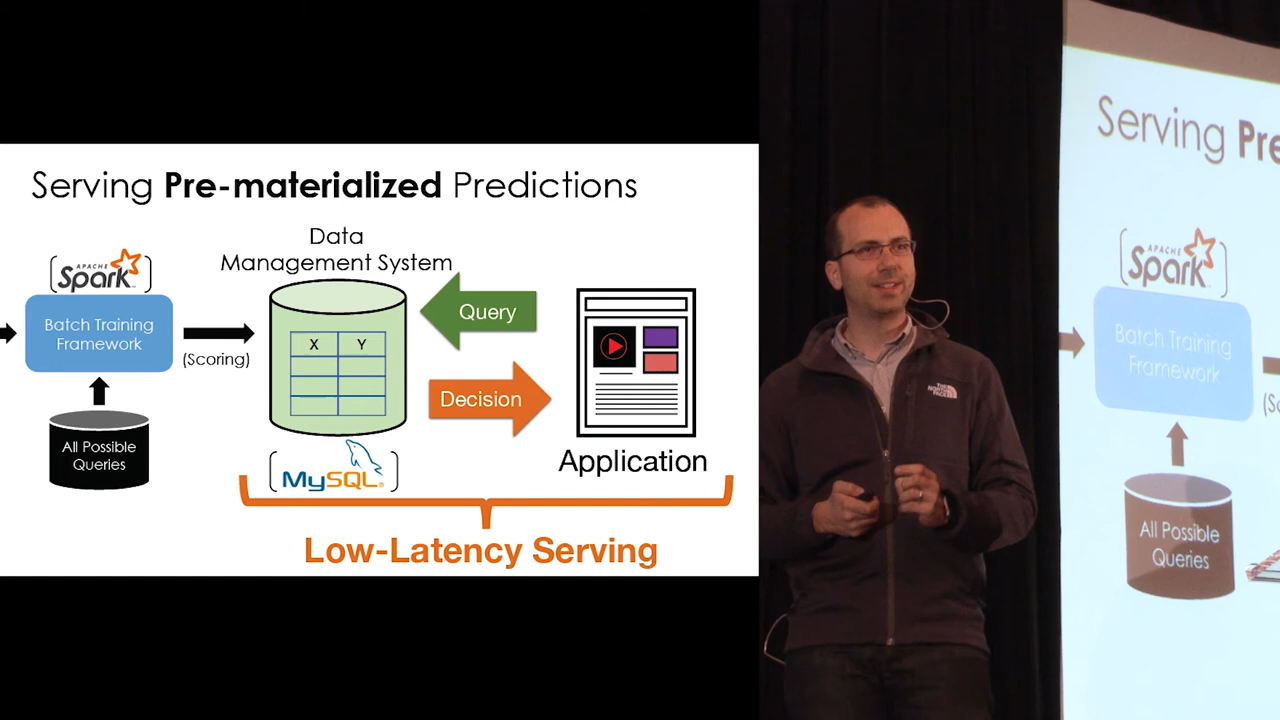 Serving Pre-materialized Predictions
Data
Management System
APACHE
Spark
Batch Training
Framework
(Scoring)
All Possible
Queries
X Y
MySQL
Query
Decision
Application
Low-Latency Serving
THE
NORTH
FACE
Serving Pre
APACHE
Spark
Batch Training
Framework
(Sc
All Possible
Queries